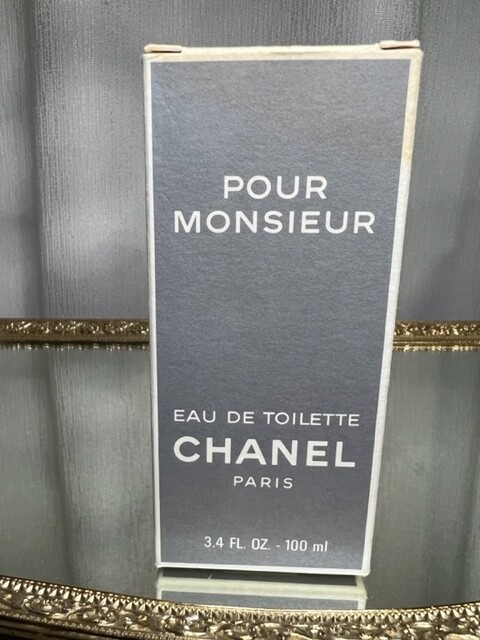 POUR
MONSIEUR
EAU DE TOILETTE
CHANEL
PARIS
3.4 FL. OZ. - 100 ml